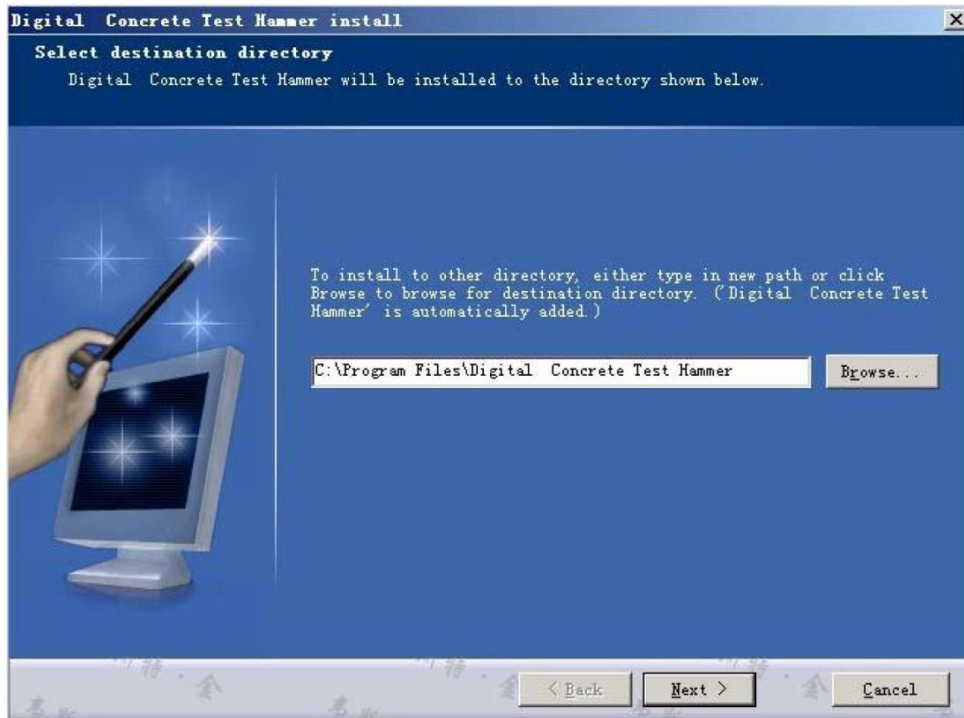 Digital  Concrete Test Hammer install
Select destination directory
Digital  Concrete Test Hammer will be installed to the directory shown below.
To install to other directory, either type in new path or click
Browse to browse for destination directory. ('Digital  Concrete Test
Hammer' is automatically added.)
C:\Program Files\Digital  Concrete Test Hammer
Browse...
< Back
Next >
Cancel